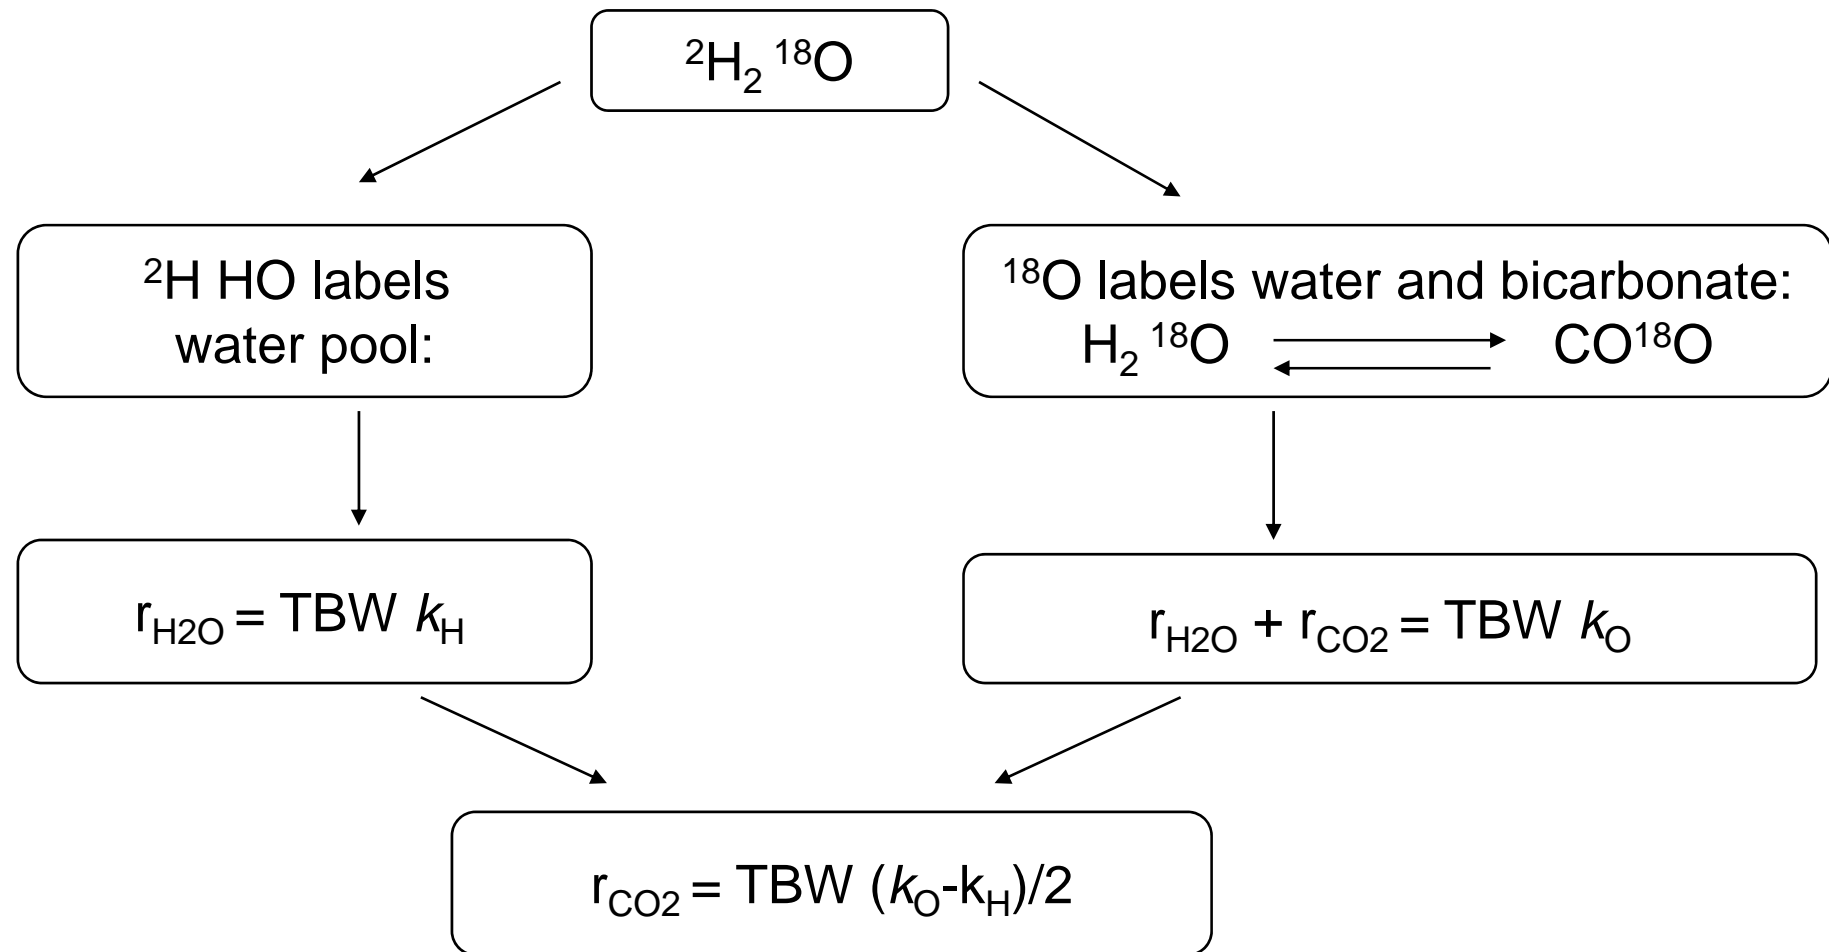 ²H₂ ¹⁸O
²H HO labels
water pool:
¹⁸O labels water and bicarbonate:
H₂ ¹⁸O CO¹⁸O
r_H2O = TBW k_H
r_H2O + r_CO2 = TBW k_O
r_CO2 = TBW (k_O-k_H)/2